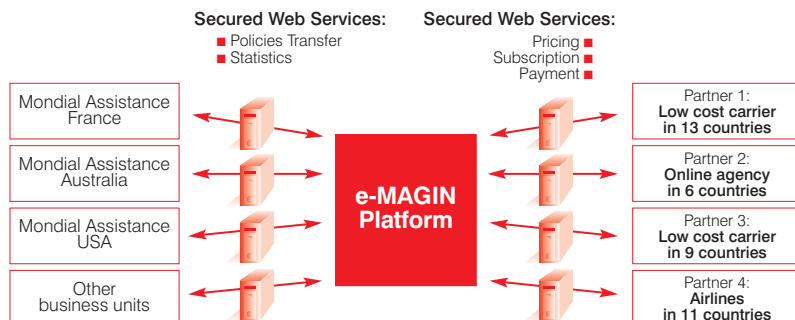 Secured Web Services:
Policies Transfer
Statistics
Secured Web Services:
Pricing
Subscription
Payment
Mondial Assistance
France
Mondial Assistance
Australia
Mondial Assistance
USA
Other
business units
e-MAGIN
Platform
Partner 1:
Low cost carrier
in 13 countries
Partner 2:
Online agency
in 6 countries
Partner 3:
Low cost carrier
in 9 countries
Partner 4:
Airlines
in 11 countries